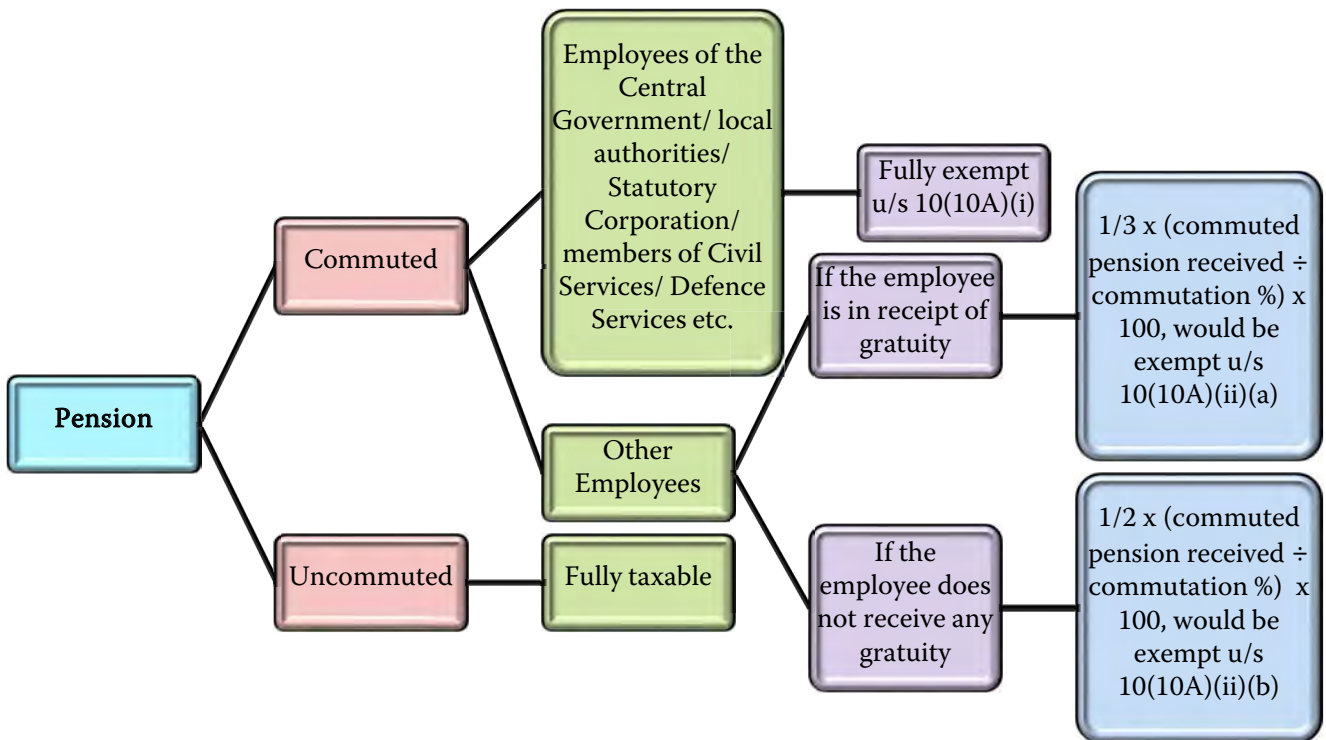 Pension
Commuted
Employees of the
Central
Government/ local
authorities/
Statutory
Corporation/
members of Civil
Services/ Defence
Services etc.
Fully exempt
u/s 10(10A)(i)
Other
Employees
If the employee
is in receipt of
gratuity
1/3 x (commuted
pension received ÷
commutation %) x
100, would be
exempt u/s
10(10A)(ii)(a)
If the
employee does
not receive any
gratuity
1/2 x (commuted
pension received ÷
commutation %) x
100, would be
exempt u/s
10(10A)(ii)(b)
Uncommuted
Fully taxable